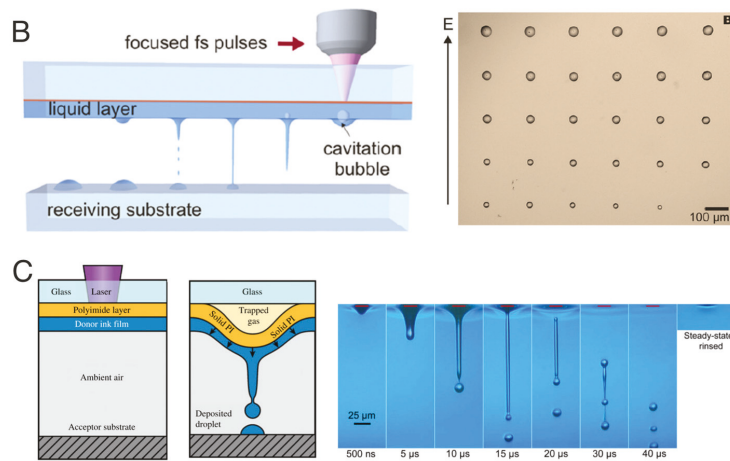 B
focused fs pulses
liquid layer
cavitation
bubble
receiving substrate
E
B
100 µm
C
Glass
Laser
Polyimide layer
Donor ink film
Ambient air
Acceptor substrate
Glass
Trapped
gas
Solid PI
Solid PI
Deposited
droplet
25 µm
500 ns
5 µs
10 µs
15 µs
20 µs
30 µs
40 µs
Steady-state
rinsed